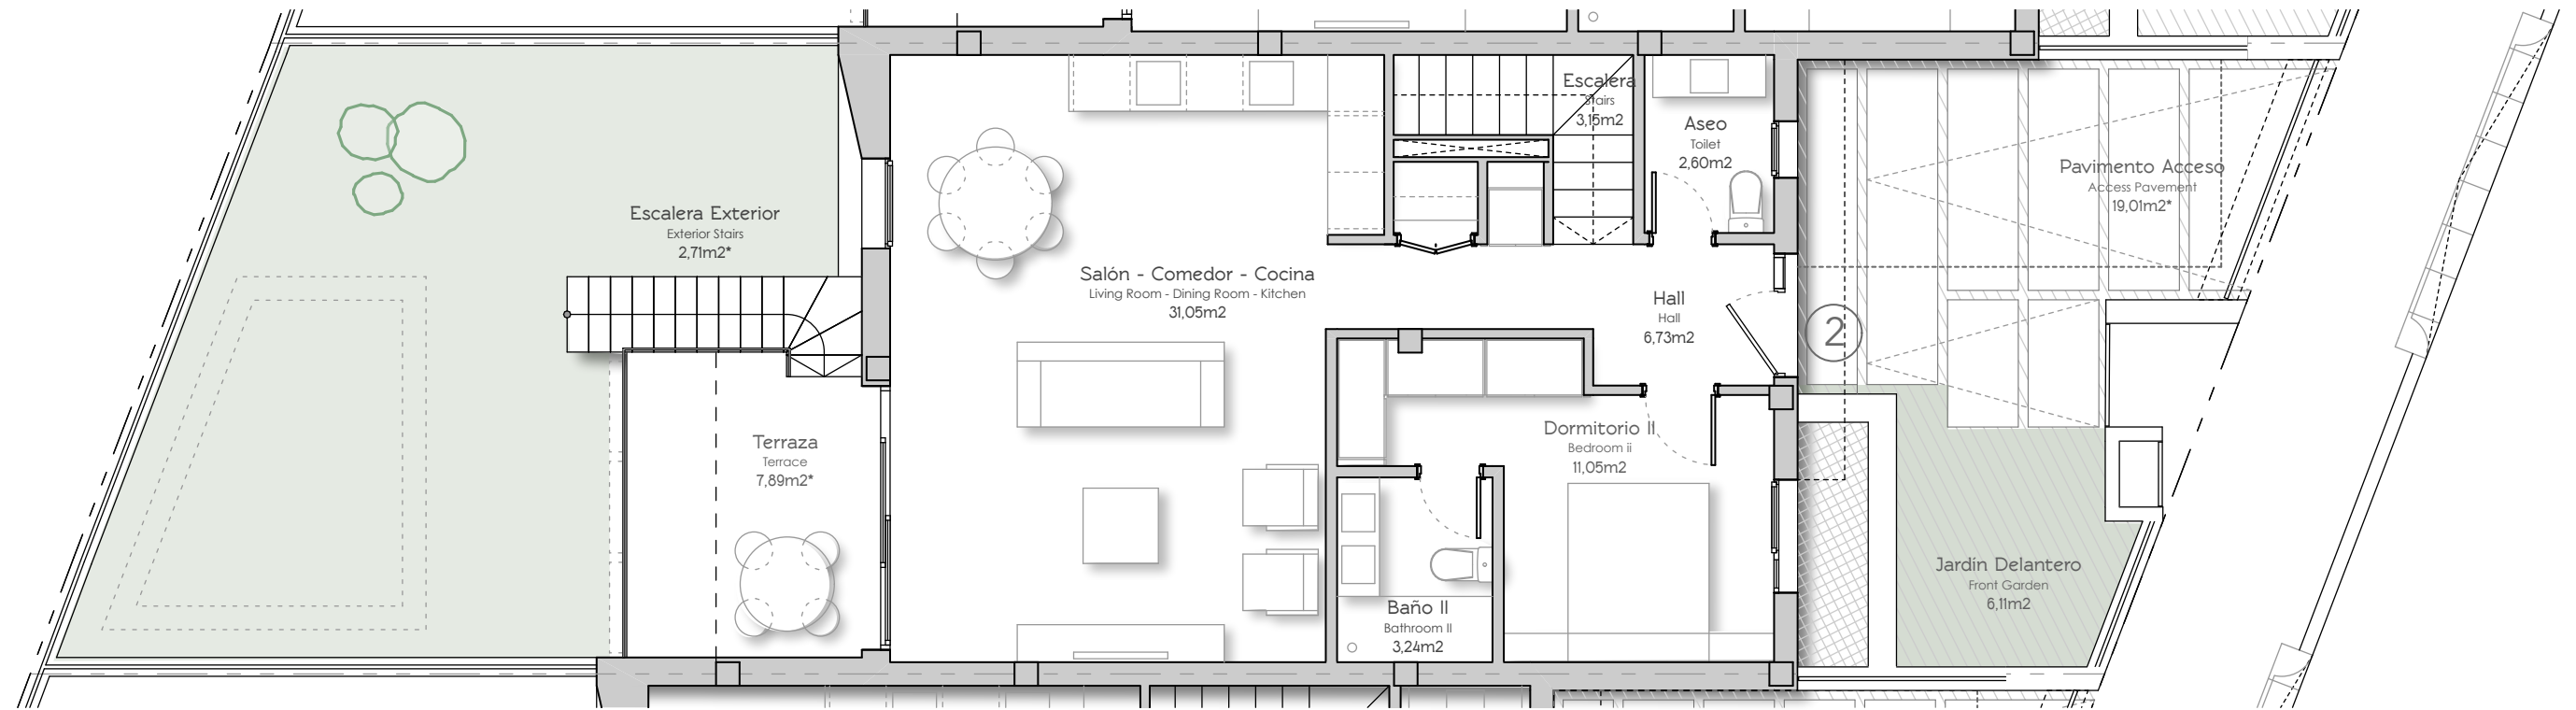 Escalera
Stairs
3,15m2
Aseo
Toilet
2,60m2
Pavimento Acceso
Access Pavement
19,01m2*
Escalera Exterior
Exterior Stairs
2,71m2*
Salón - Comedor - Cocina
Living Room - Dining Room - Kitchen
31,05m2
Hall
Hall
6,73m2
2
Terraza
Terrace
7,89m2*
Dormitorio II
Bedroom ii
11,05m2
Jardín Delantero
Front Garden
6,11m2
Baño II
Bathroom II
3,24m2